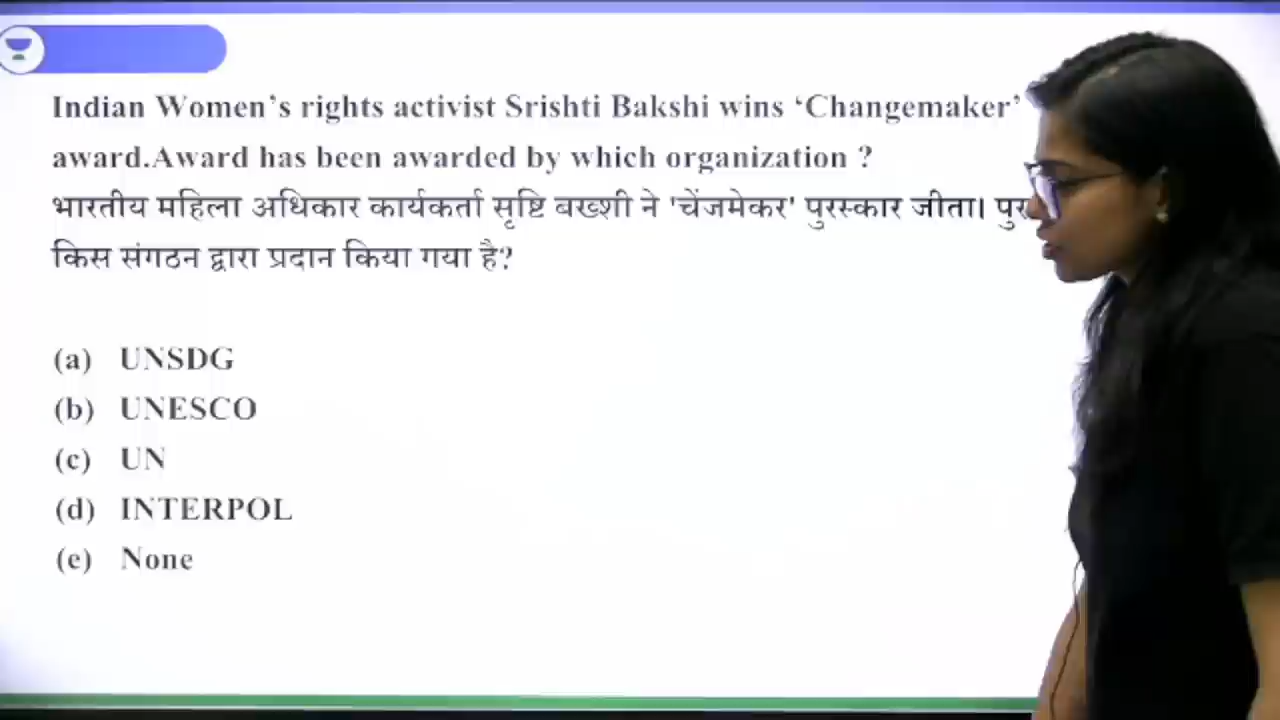 Indian Women’s rights activist Srishti Bakshi wins ‘Changemaker’
award.Award has been awarded by which organization ?
भारतीय महिला अधिकार कार्यकर्ता सृष्टि बख्शी ने 'चेंजमेकर' पुरस्कार जीता।
किस संगठन द्वारा प्रदान किया गया है?
(a) UNSDG
(b) UNESCO
(c) UN
(d) INTERPOL
(e) None